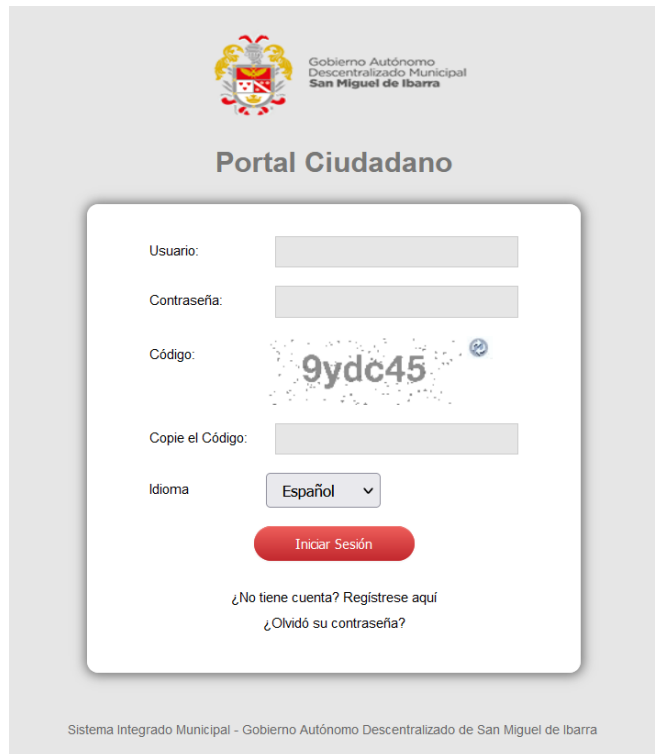 Gobierno Autónomo
Descentralizado Municipal
San Miguel de Ibarra
Portal Ciudadano
Usuario:
Contraseña:
Código:
9ydc45
Copie el Código:
Idioma
Español
Iniciar Sesión
¿No tiene cuenta? Regístrese aquí
¿Olvidó su contraseña?
Sistema Integrado Municipal - Gobierno Autónomo Descentralizado de San Miguel de Ibarra